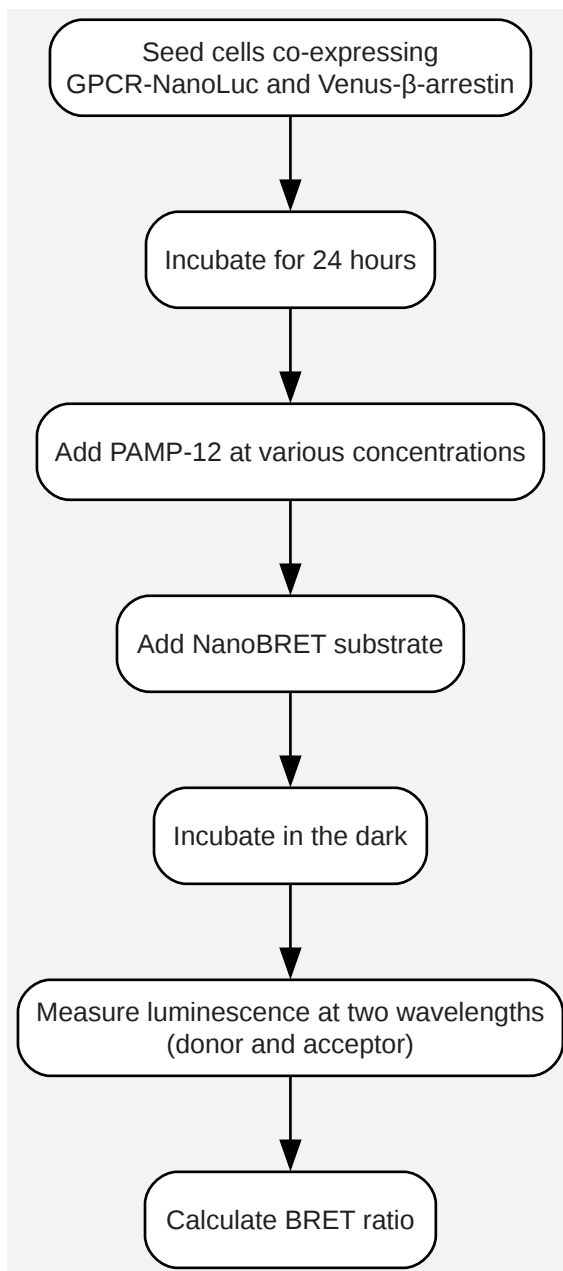 Seed cells co-expressing
GPCR-NanoLuc and Venus-β-arrestin
Incubate for 24 hours
Add PAMP-12 at various concentrations
Add NanoBRET substrate
Incubate in the dark
Measure luminescence at two wavelengths
(donor and acceptor)
Calculate BRET ratio